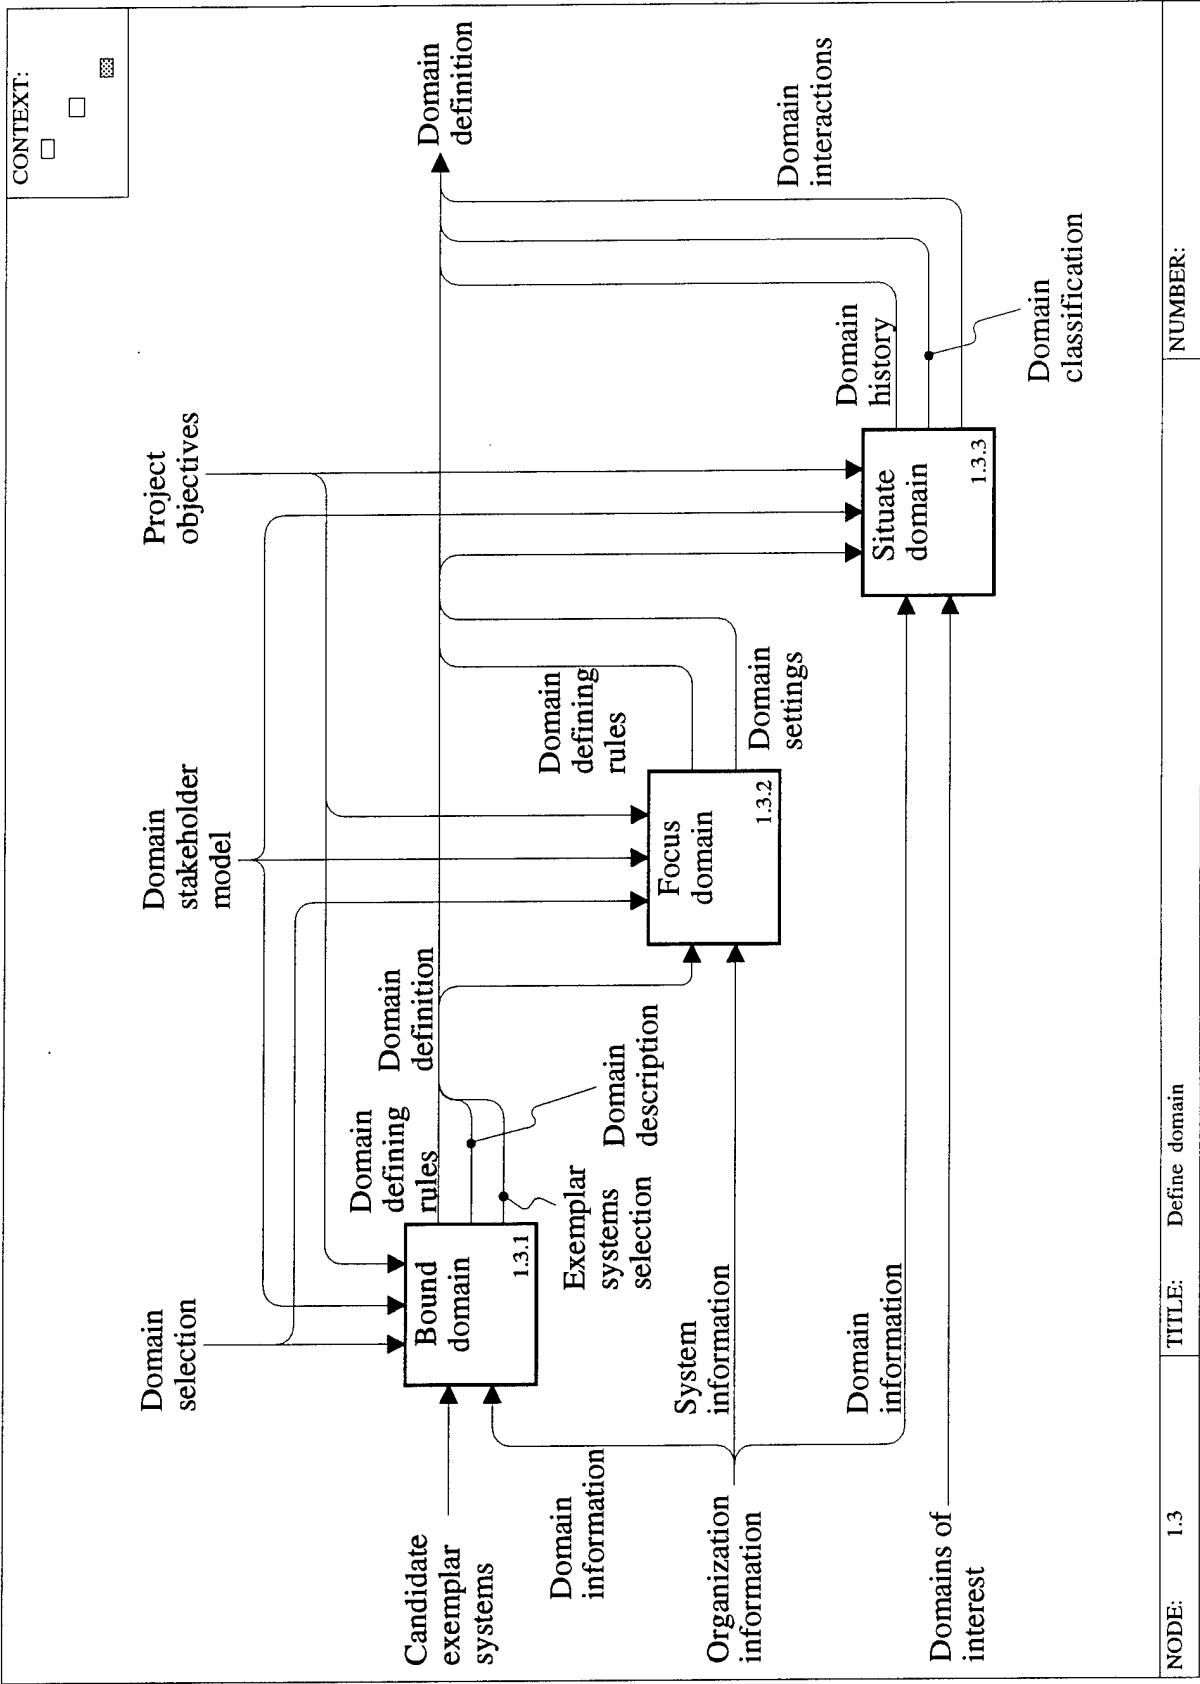 CONTEXT:
Domain
selection
Domain
stakeholder
model
Project
objectives
Domain
defining
rules
Domain
definition
Domain
definition
Bound
domain
1.3.1
Candidate
exemplar
systems
Exemplar
systems
selection
Domain
description
Domain
defining
rules
Domain
information
System
information
Focus
domain
1.3.2
Domain
settings
Organization
information
Domain
interactions
Domain
history
Domain
information
Situate
domain
1.3.3
Domains of
interest
Domain
classification
NODE: 1.3
TITLE: Define domain
NUMBER: